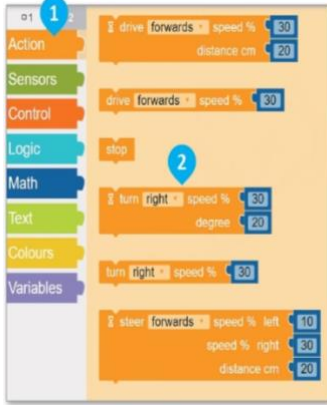 1 2
1
Action
Sensors
Control
Logic
Math
Text
Colours
Variables
drive forwards speed % 30
distance cm 20
drive forwards speed % 30
stop
2
turn right speed % 30
degree 20
turn right speed % 30
steer forwards speed % left 10
speed % right 30
distance cm 20